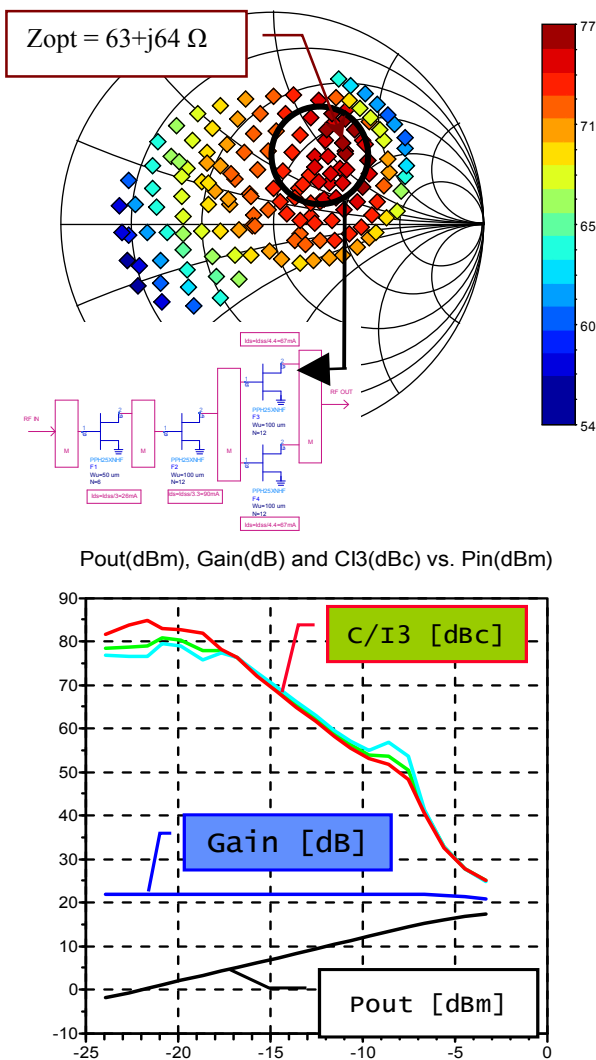 Zopt = 63+j64 Ω
77
71
65
60
54
Ids=Idss/4.4=67mA
RF IN
M
PPH25XNHF
F1
Wu=50 um
N=6
Ids=Idss/3=26mA
M
PPH25XNHF
F2
Wu=100 um
N=12
Ids=Idss/3.3=90mA
M
PPH25XNHF
F3
Wu=100 um
N=12
PPH25XNHF
F4
Wu=100 um
N=12
Ids=Idss/4.4=67mA
M
RF OUT
Pout(dBm), Gain(dB) and CI3(dBc) vs. Pin(dBm)
90
80
70
60
50
40
30
20
10
0
-10
C/I3 [dBc]
Gain [dB]
Pout [dBm]
-25
-20
-15
-10
-5
0